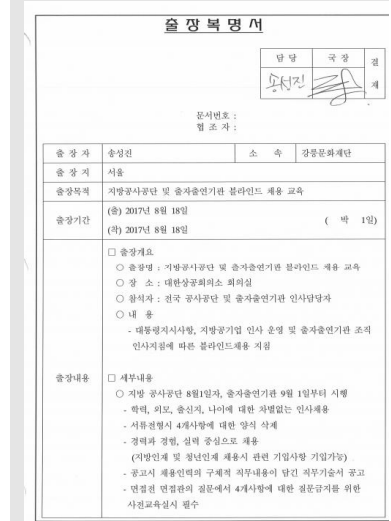 출 장 복 명 서
담 당 국 장 결
재
송성진
문서번호 :
협 조 자 :
출 장 자 송성진 소 속 강릉문화재단
출 장 지 서울
출장목적 지방공사공단 및 출자출연기관 블라인드 채용 교육
출장기간 (출) 2017년 8월 18일
(착) 2017년 8월 18일 ( 박 1일)
출장내용
□ 출장개요
○ 출장명 : 지방공사공단 및 출자출연기관 블라인드 채용 교육
○ 장 소 : 대한상공회의소 회의실
○ 참석자 : 전국 공사공단 및 출자출연기관 인사담당자
○ 내 용
- 대통령지시사항, 지방공기업 인사 운영 및 출자출연기관 조직
인사지침에 따른 블라인드채용 지침
□ 세부내용
○ 지방 공사공단 8월1일자, 출자출연기관 9월 1일부터 시행
- 학력, 외모, 출신지, 나이에 대한 차별없는 인사채용
- 서류전형시 4개사항에 대한 양식 삭제
- 경력과 경험, 실력 중심으로 채용
(지방인재 및 청년인재 채용시 관련 기입사항 기입가능)
- 공고시 채용인력의 구체적 직무내용이 담긴 직무기술서 공고
- 면접전 면접관의 질문에서 4개사항에 대한 질문금지를 위한
사전교육실시 필수